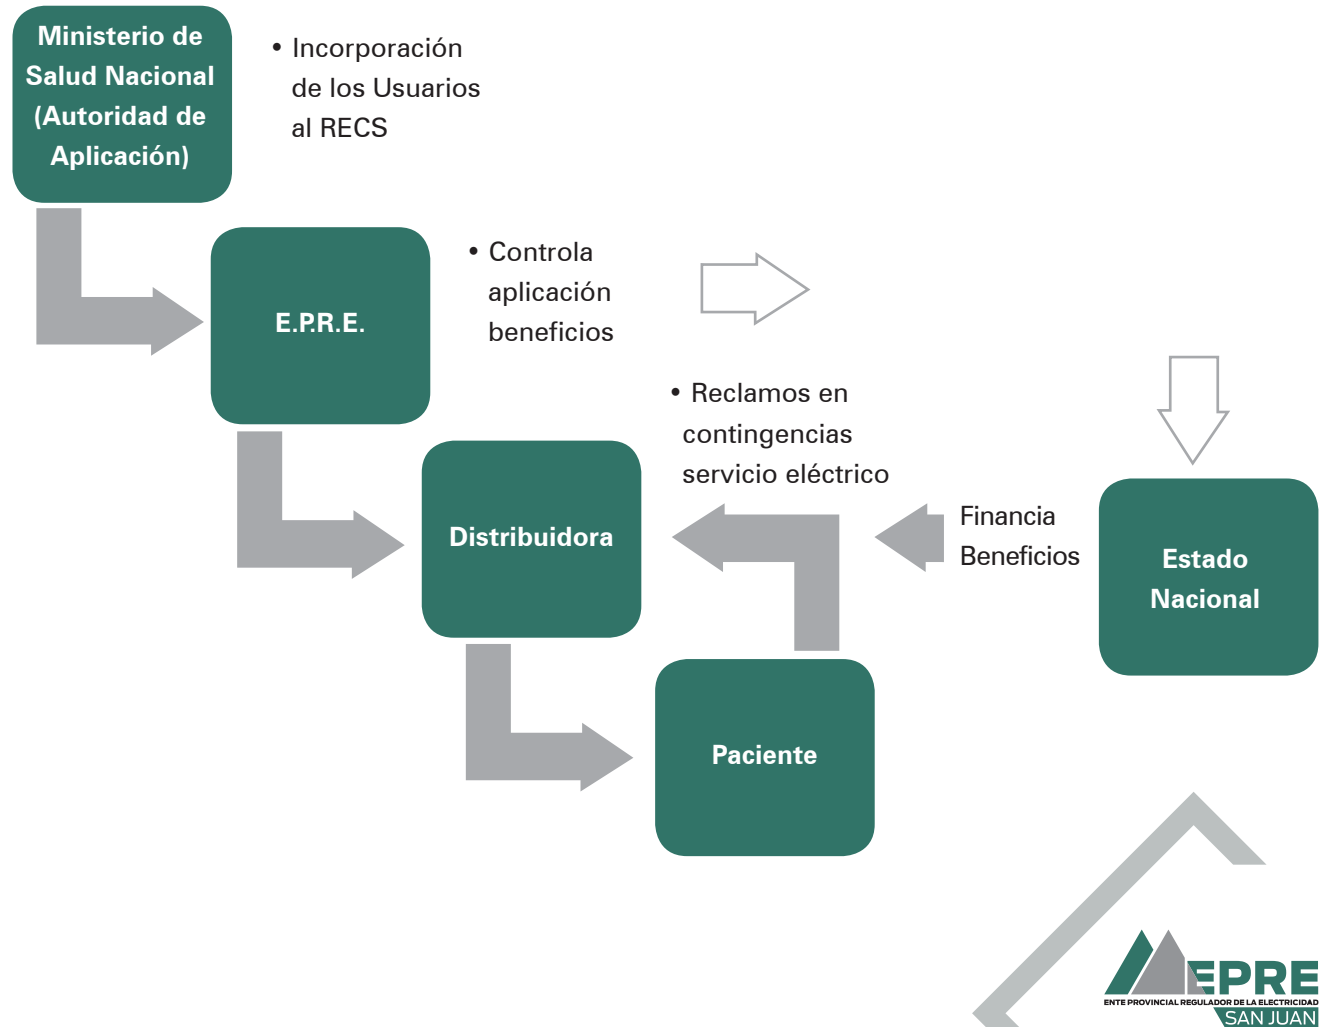 Ministerio de
Salud Nacional
(Autoridad de
Aplicación)
• Incorporación
de los Usuarios
al RECS
E.P.R.E.
• Controla
aplicación
beneficios
• Reclamos en
contingencias
servicio eléctrico
Distribuidora
Financia
Beneficios
Estado
Nacional
Paciente
EPRE
ENTE PROVINCIAL REGULADOR DE LA ELECTRICIDAD
SAN JUAN